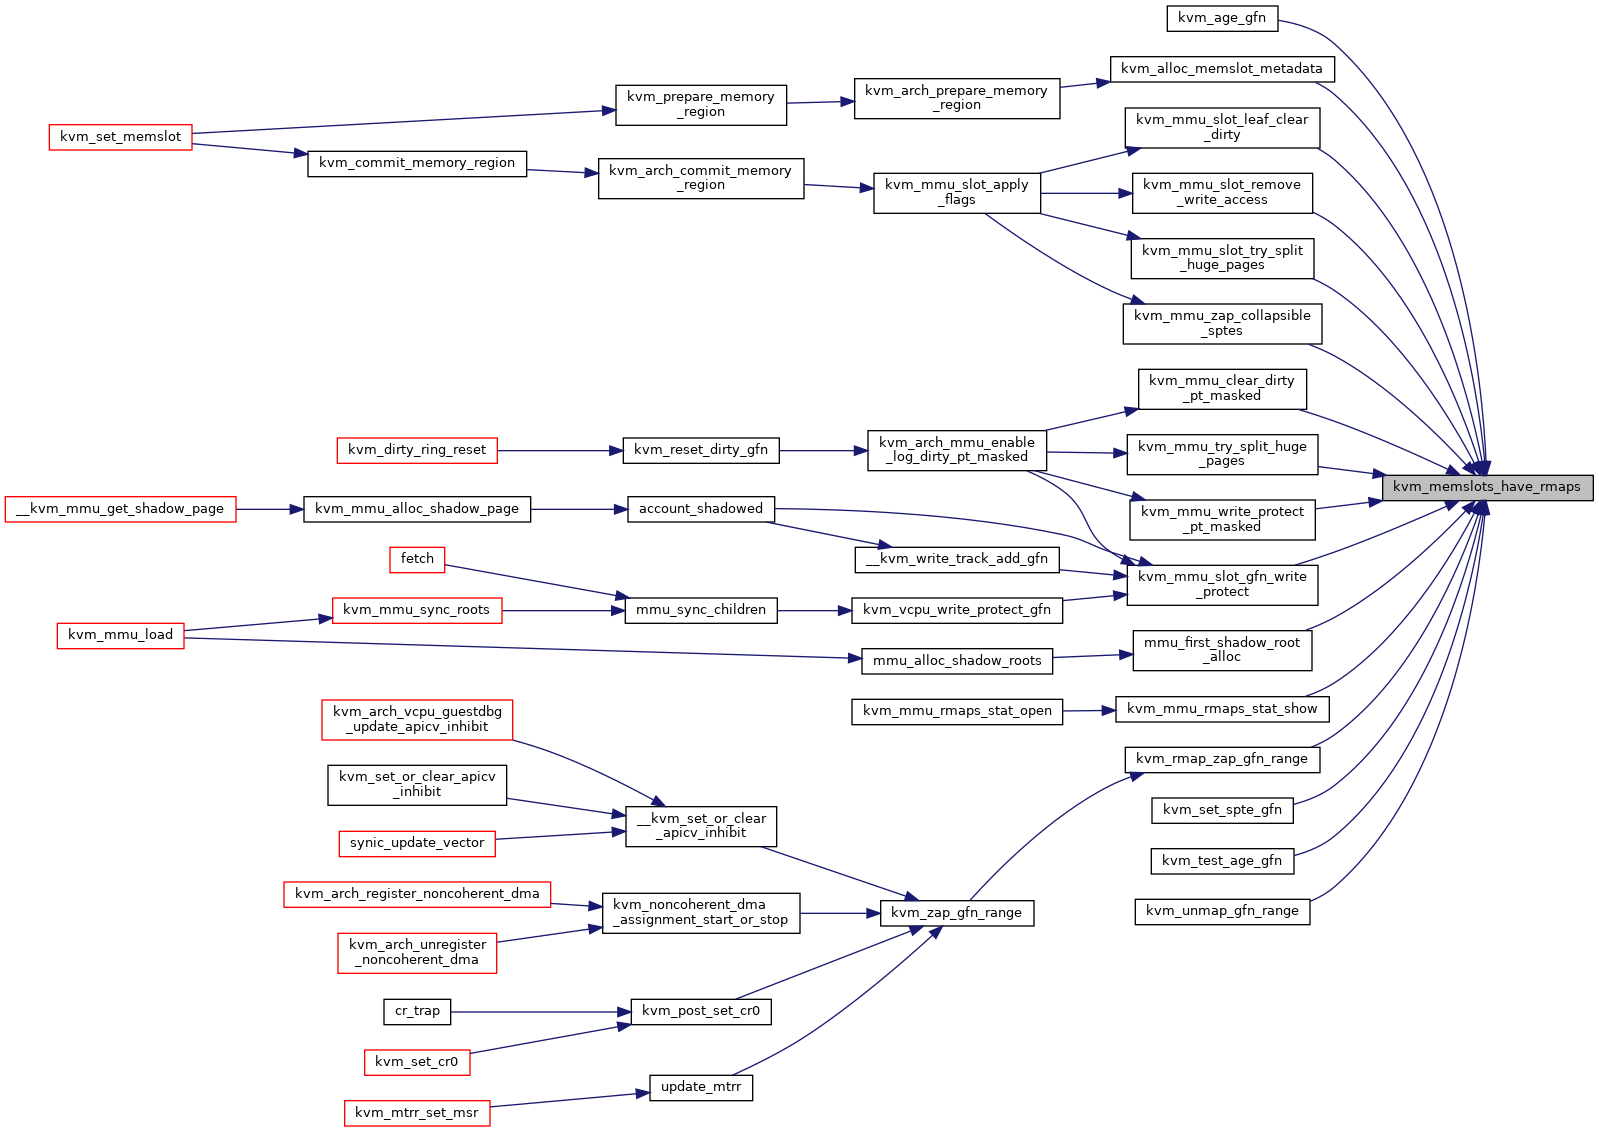 kvm_age_gfn
kvm_alloc_memslot_metadata
kvm_prepare_memory
_region
kvm_arch_prepare_memory
_region
kvm_mmu_slot_leaf_clear
_dirty
kvm_set_memslot
kvm_commit_memory_region
kvm_arch_commit_memory
_region
kvm_mmu_slot_apply
_flags
kvm_mmu_slot_remove
_write_access
kvm_mmu_slot_try_split
_huge_pages
kvm_mmu_zap_collapsible
_sptes
kvm_mmu_clear_dirty
_pt_masked
kvm_dirty_ring_reset
kvm_reset_dirty_gfn
kvm_arch_mmu_enable
_log_dirty_pt_masked
kvm_mmu_try_split_huge
_pages
kvm_memslots_have_rmaps
__kvm_mmu_get_shadow_page
kvm_mmu_alloc_shadow_page
account_shadowed
kvm_mmu_write_protect
_pt_masked
fetch
__kvm_write_track_add_gfn
kvm_mmu_slot_gfn_write
_protect
kvm_mmu_sync_roots
mmu_sync_children
kvm_vcpu_write_protect_gfn
kvm_mmu_load
mmu_alloc_shadow_roots
mmu_first_shadow_root
_alloc
kvm_mmu_rmaps_stat_open
kvm_mmu_rmaps_stat_show
kvm_arch_vcpu_guestdbg
_update_apicv_inhibit
kvm_rmap_zap_gfn_range
kvm_set_or_clear_apicv
_inhibit
kvm_set_spte_gfn
__kvm_set_or_clear
_apicv_inhibit
synic_update_vector
kvm_test_age_gfn
kvm_arch_register_noncoherent_dma
kvm_noncoherent_dma
_assignment_start_or_stop
kvm_zap_gfn_range
kvm_unmap_gfn_range
kvm_arch_unregister
_noncoherent_dma
cr_trap
kvm_post_set_cr0
kvm_set_cr0
update_mtrr
kvm_mtrr_set_msr